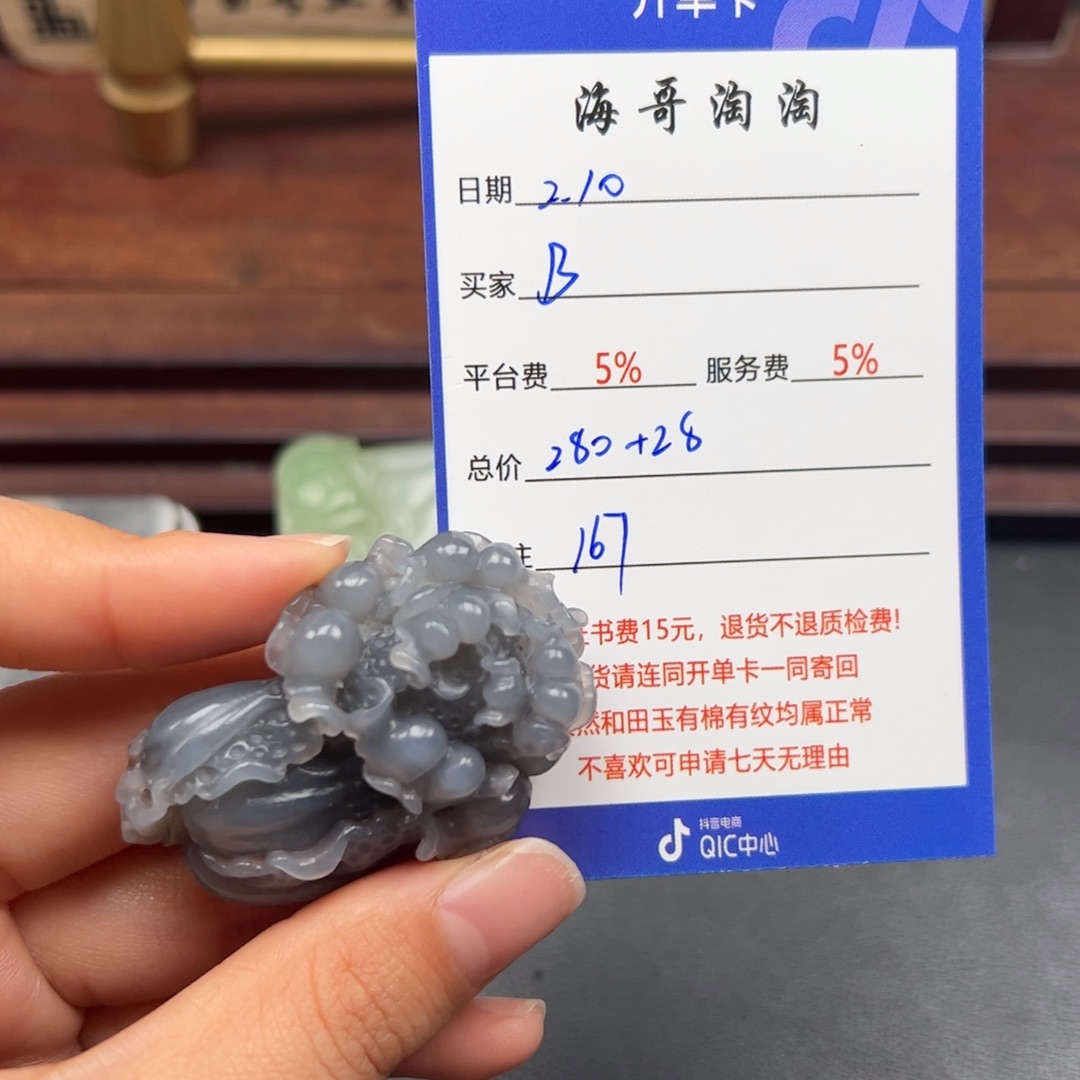 开单卡
海哥淘淘
日期 2.10
买家 B
平台费 5% 服务费 5%
总价 280+28
主 167
书费15元，退货不退质检费！
货请连同开单卡一同寄回
然和田玉有棉有纹均属正常
不喜欢可申请七天无理由
抖音电商
QIC中心